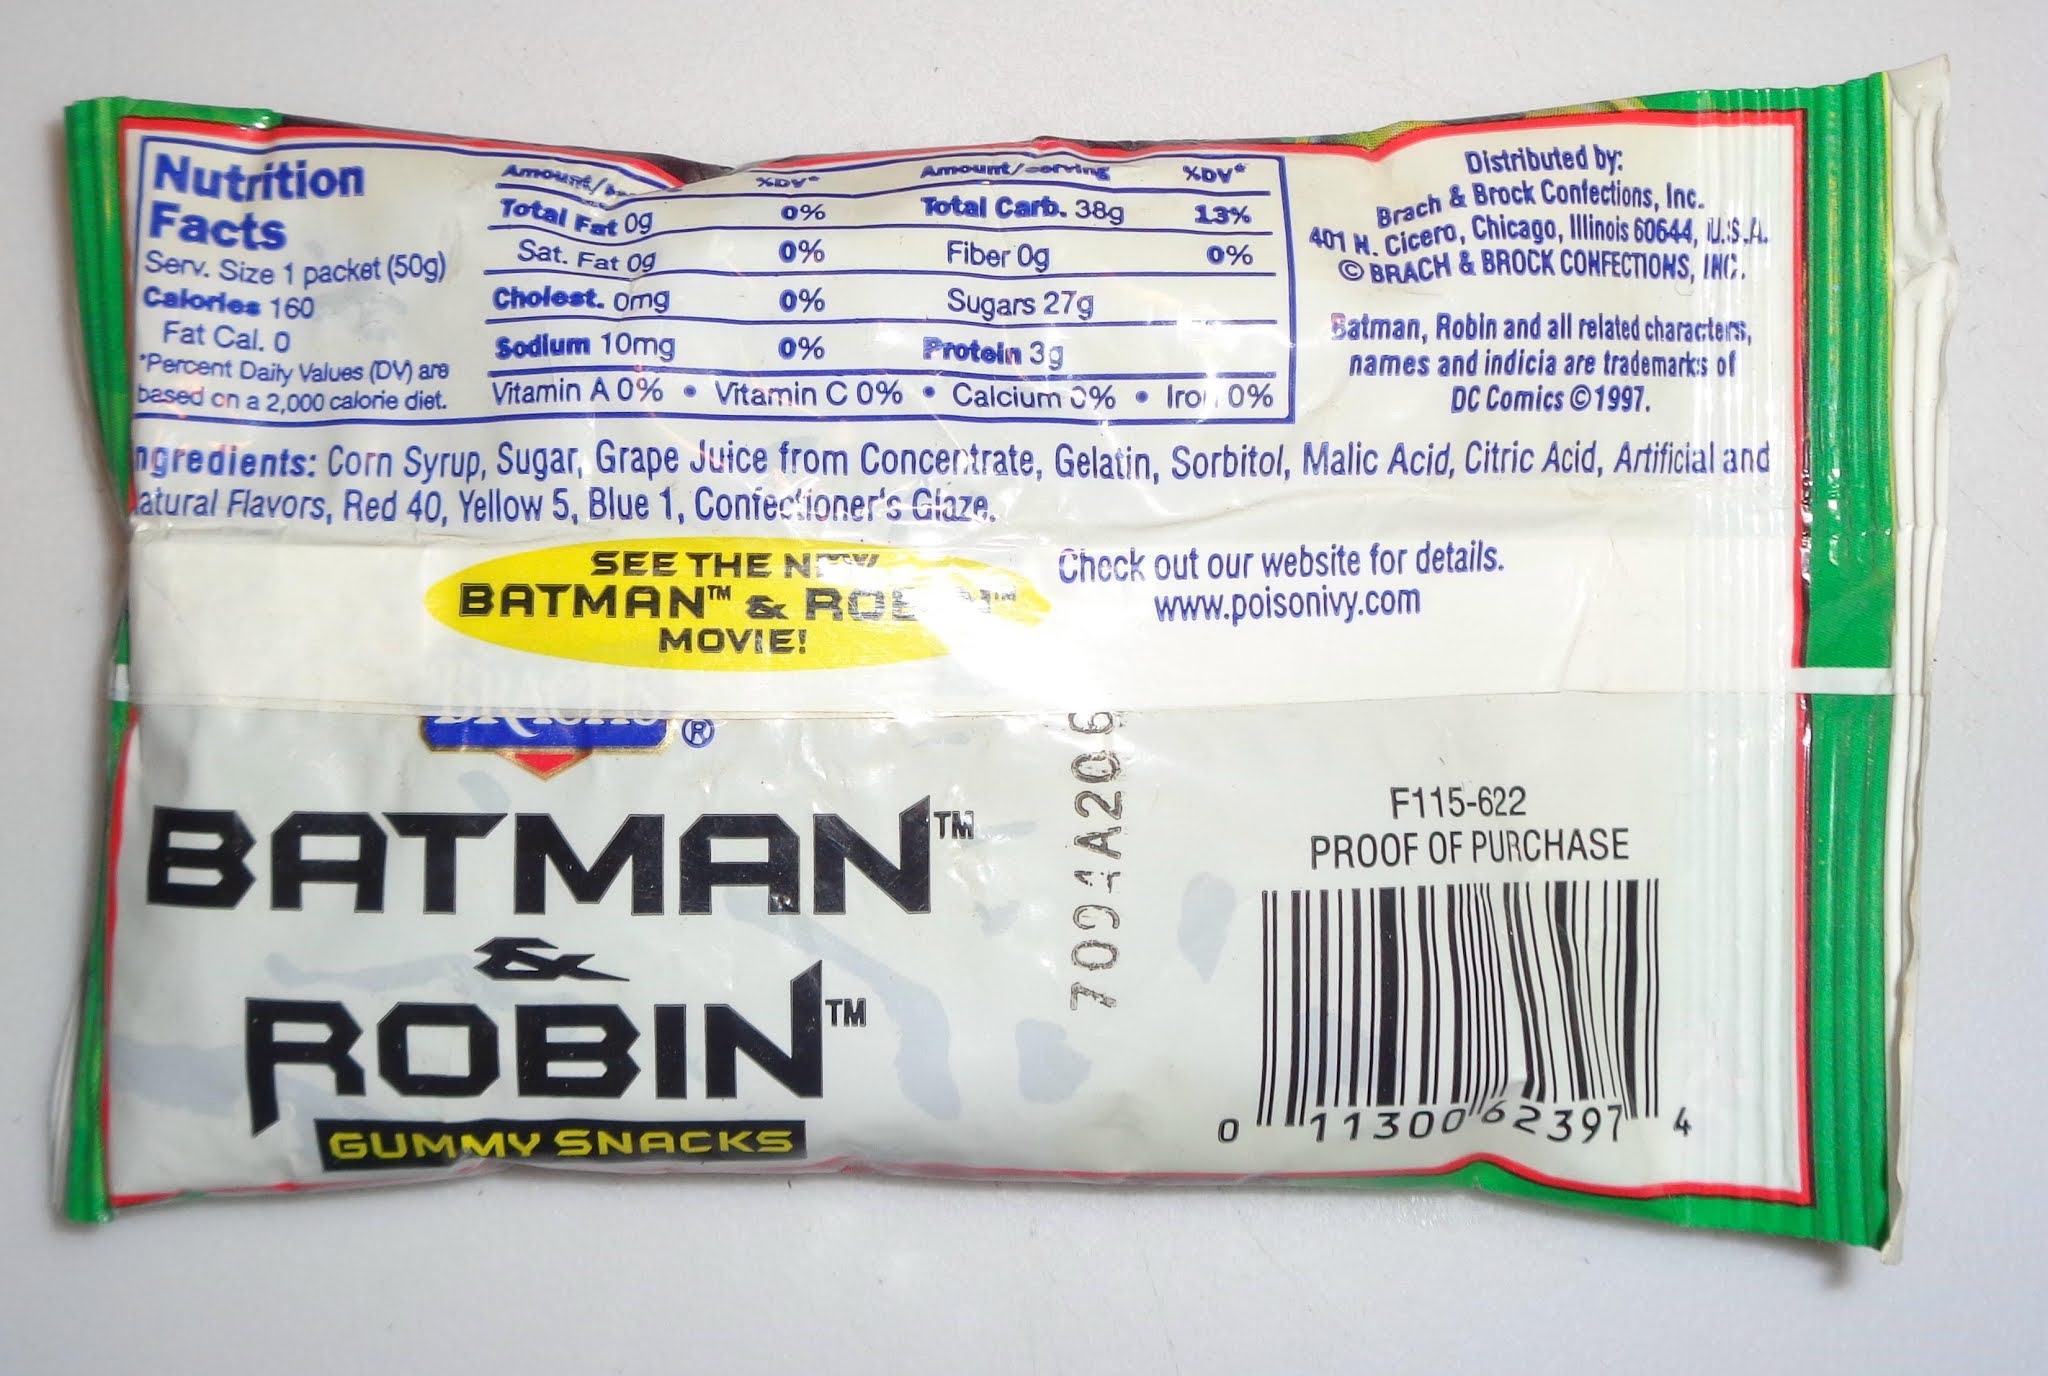 Nutrition
Facts
Serv. Size 1 packet (50g)
Calories 160
Fat Cal. 0
*Percent Daily Values (DV) are
based on a 2,000 calorie diet.
%DV* Amount/serving %DV*
Total Fat 0g 0% Total Carb. 38g 13%
Sat. Fat 0g 0% Fiber 0g 0%
Cholest. 0mg 0% Sugars 27g
Sodium 10mg 0% Protein 3g
Vitamin A 0% • Vitamin C 0% • Calcium 0% • Iron 0%
Distributed by:
Brach & Brock Confections, Inc.
401 N. Cicero, Chicago, Illinois 60644, U.S.A.
© BRACH & BROCK CONFECTIONS, INC.
Batman, Robin and all related characters,
names and indicia are trademarks of
DC Comics ©1997.
ngredients: Corn Syrup, Sugar, Grape Juice from Concentrate, Gelatin, Sorbitol, Malic Acid, Citric Acid, Artificial and
atural Flavors, Red 40, Yellow 5, Blue 1, Confectioner's Glaze.
SEE THE NEW
BATMAN™ & ROBIN™
MOVIE!
Check out our website for details.
www.poisonivy.com
BRACH'S ®
BATMAN™
&
ROBIN™
GUMMY SNACKS
7091A206
F115-622
PROOF OF PURCHASE
0 11300 62397 4